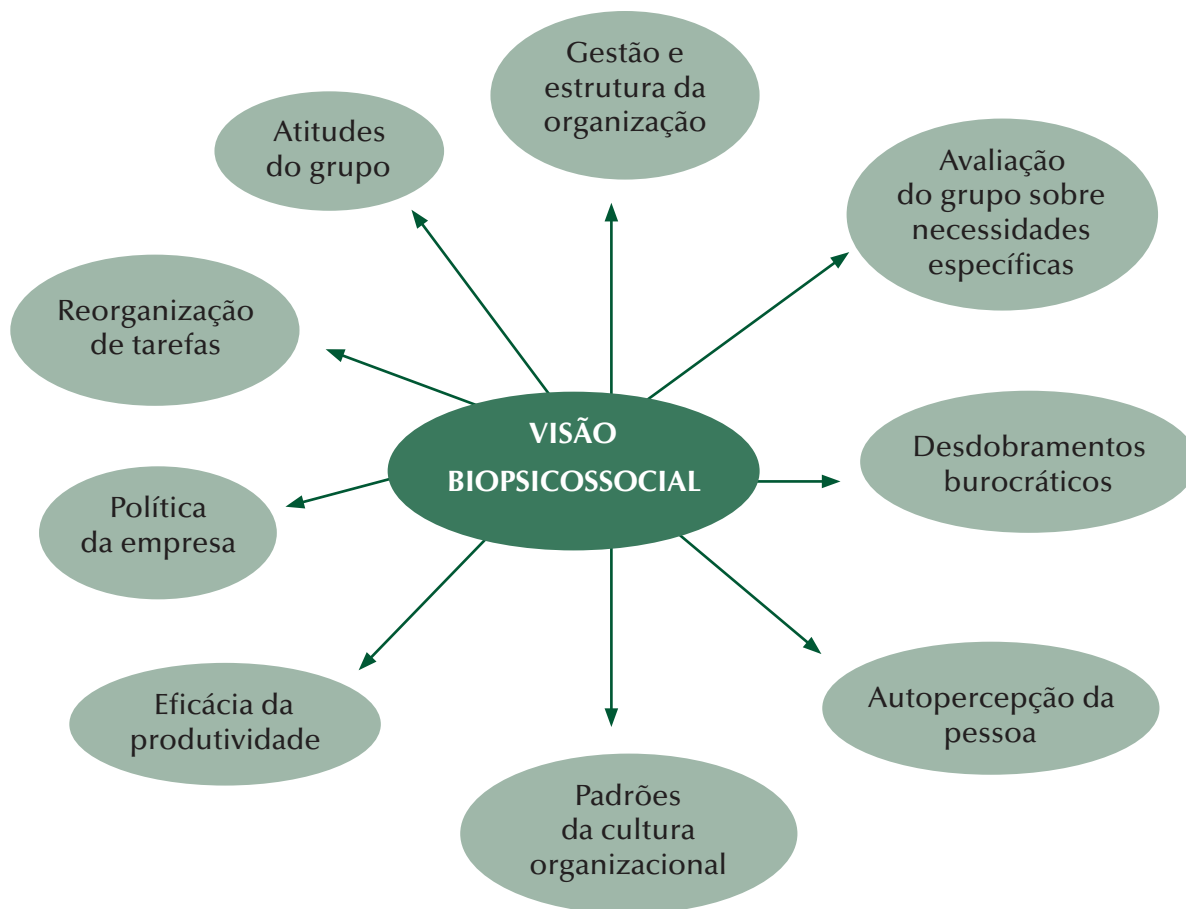 Gestão e
estrutura da
organização
Atitudes
do grupo
Avaliação
do grupo sobre
necessidades
específicas
Reorganização
de tarefas
VISÃO
BIOPSICOSSOCIAL
Desdobramentos
burocráticos
Política
da empresa
Eficácia da
produtividade
Autopercepção da
pessoa
Padrões
da cultura
organizacional